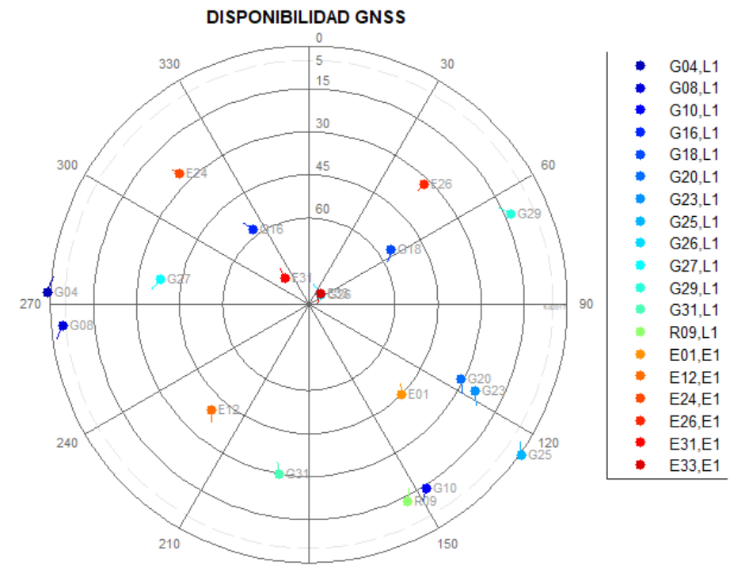 DISPONIBILIDAD GNSS
0
330
5
30
15
30
300
E24
45
E26
60
60
G29
G16
G18
G27
E31
G04
270
90
G08
G20
E01
G23
E12
240
120
G25
G31
G10
R09
210
150
G04,L1
G08,L1
G10,L1
G16,L1
G18,L1
G20,L1
G23,L1
G25,L1
G26,L1
G27,L1
G29,L1
G31,L1
R09,L1
E01,E1
E12,E1
E24,E1
E26,E1
E31,E1
E33,E1